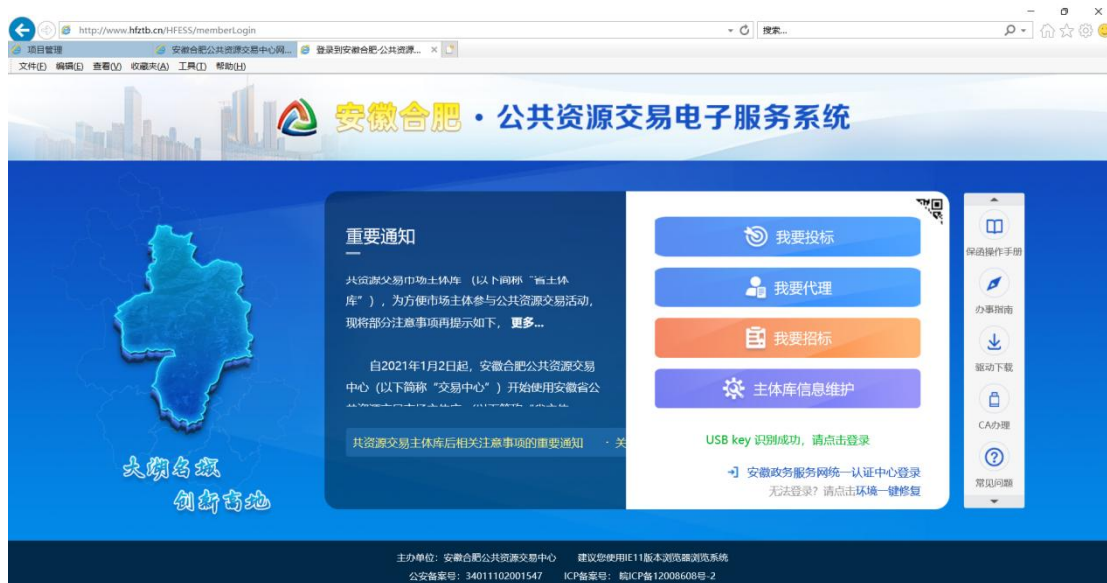 http://www.hfztb.cn/HFESS/memberLogin
搜索...
项目管理
安徽合肥公共资源交易中心网...
登录到安徽合肥·公共资源...
文件(F) 编辑(E) 查看(V) 收藏夹(A) 工具(T) 帮助(H)
安徽合肥·公共资源交易电子服务系统
大湖名城
创新高地
重要通知
共资源交易市场主体库（以下简称“省主体
库”），为方便市场主体参与公共资源交易活动，
现将部分注意事项再提示如下，更多...
自2021年1月2日起，安徽合肥公共资源交易
中心（以下简称“交易中心”）开始使用安徽省公
共资源交易主体库后相关注意事项的重要通知 · 关
我要投标
我要代理
我要招标
主体库信息维护
USB key 识别成功，请点击登录
安徽政务服务网统一认证中心登录
无法登录？请点击环境一键修复
保函操作手册
办事指南
驱动下载
CA办理
常见问题
主办单位：安徽合肥公共资源交易中心 建议您使用IE11版本浏览器浏览系统
公安备案号：34011102001547 ICP备案号：皖ICP备12008608号-2